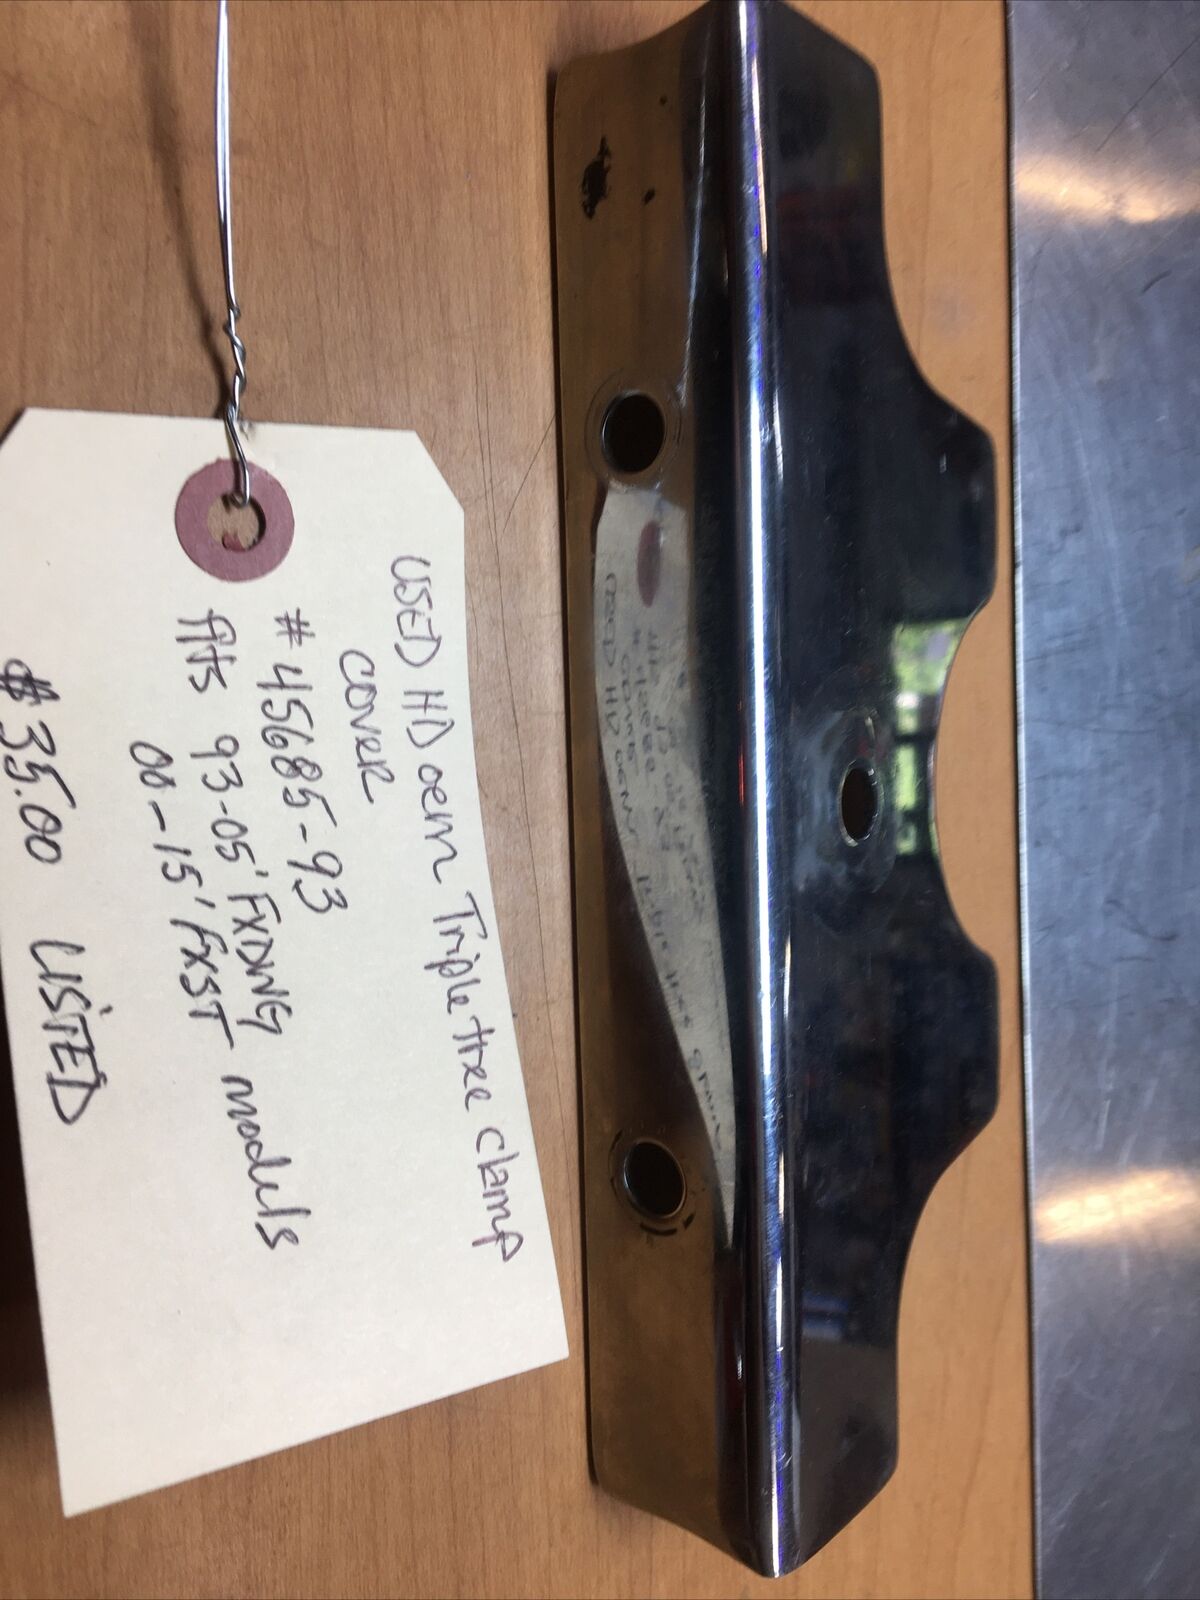 USED HD oem Triple tree clamp
COVER
# 45685-93
fits 93-05' FXDWG
00-15' FXST models
$35.00 LISTED